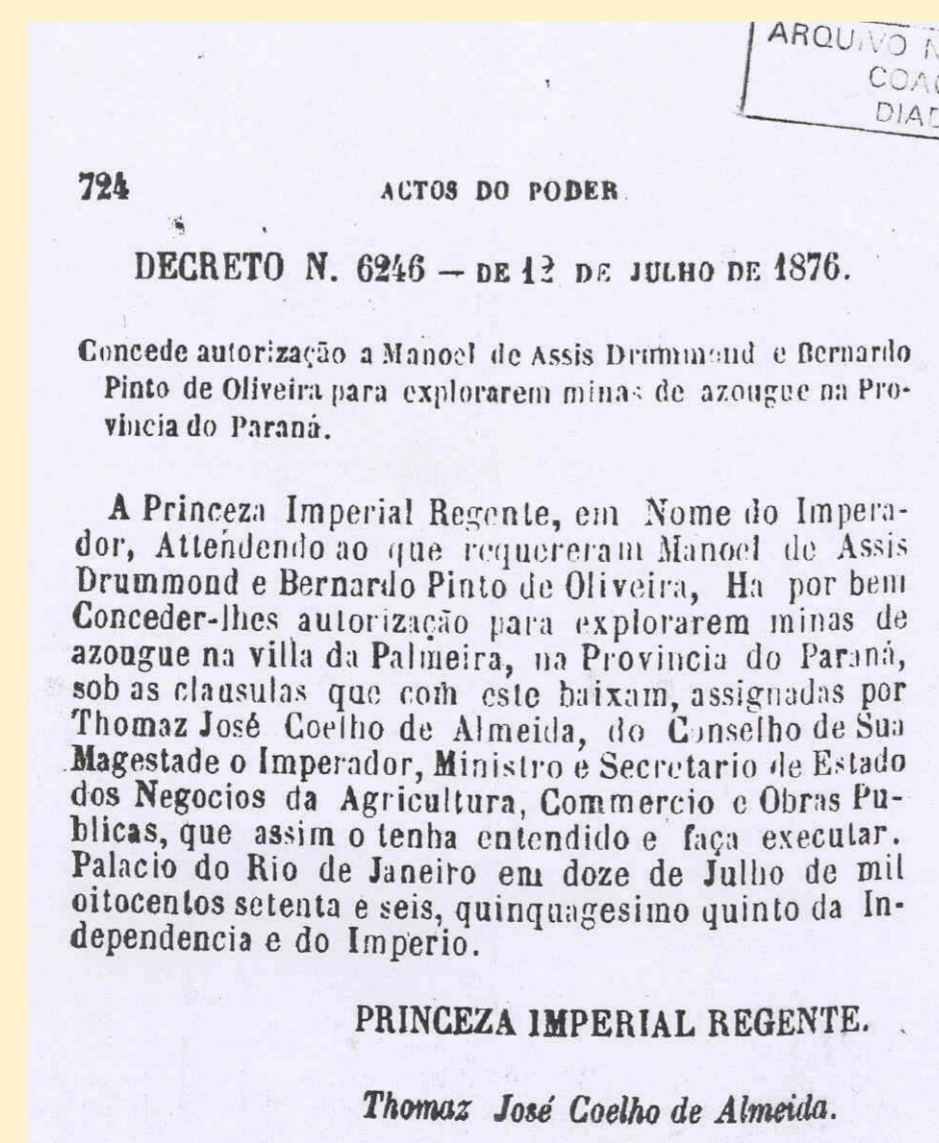 ARQUIVO N
COA
DIAD
724 ACTOS DO PODER
DECRETO N. 6246 — DE 12 DE JULHO DE 1876.
Concede autorização a Manoel de Assis Drummond e Bernardo
Pinto de Oliveira para explorarem minas de azougue na Pro-
vincia do Paraná.
A Princeza Imperial Regente, em Nome do Impera-
dor, Attendendo ao que requereram Manoel de Assis
Drummond e Bernardo Pinto de Oliveira, Ha por bem
Conceder-lhes autorização para explorarem minas de
azougue na villa da Palmeira, na Provincia do Paraná,
sob as clausulas que com este baixam, assignadas por
Thomaz José Coelho de Almeida, do Conselho de Sua
Magestade o Imperador, Ministro e Secretario de Estado
dos Negocios da Agricultura, Commercio e Obras Pu-
blicas, que assim o tenha entendido e faça executar.
Palacio do Rio de Janeiro em doze de Julho de mil
oitocentos setenta e seis, quinquagesimo quinto da In-
dependencia e do Imperio.
PRINCEZA IMPERIAL REGENTE.
Thomaz José Coelho de Almeida.